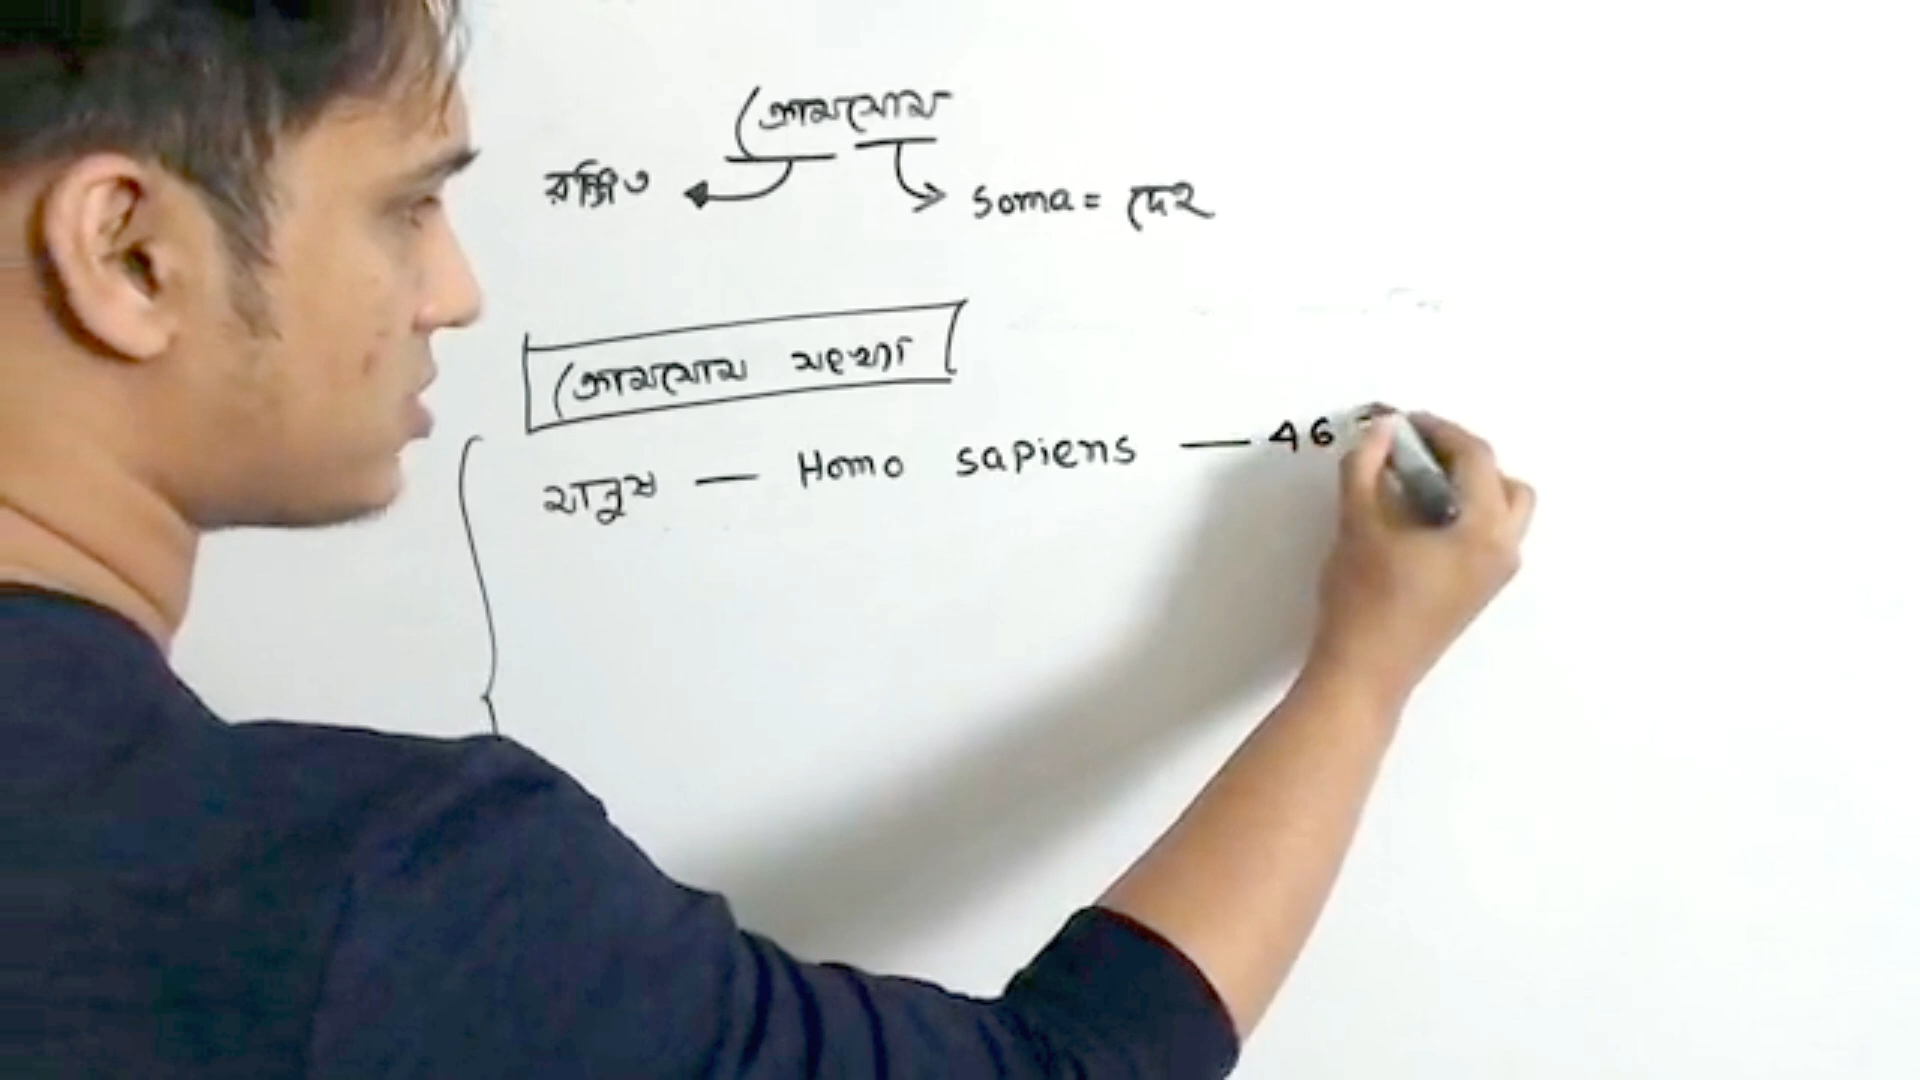 ক্রোমোসোম
রঞ্জিত
soma = দেহ
ক্রোমোসোম সংখ্যা
মানুষ — Homo sapiens — 46